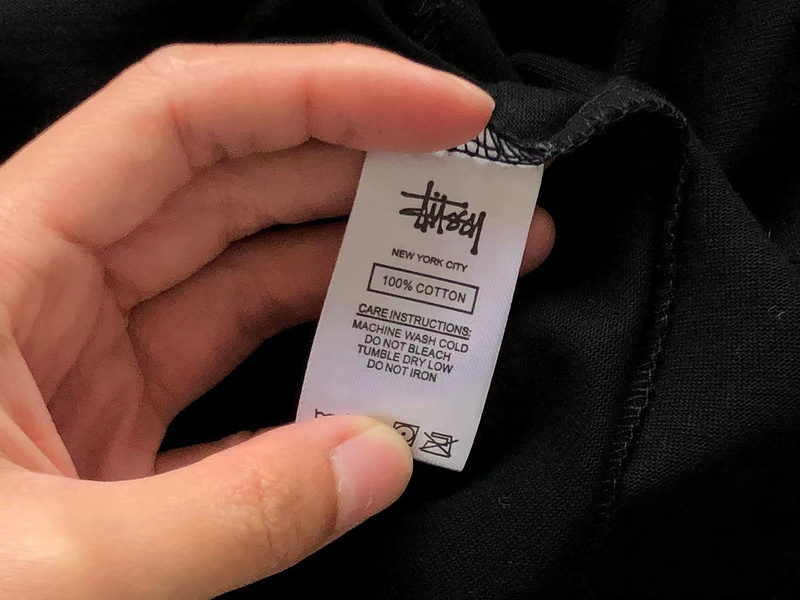 NEW YORK CITY
100% COTTON
CARE INSTRUCTIONS:
MACHINE WASH COLD
DO NOT BLEACH
TUMBLE DRY LOW
DO NOT IRON